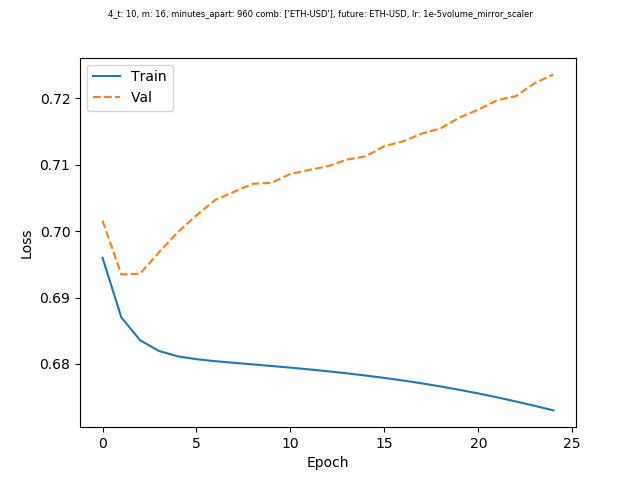 4_t: 10, m: 16, minutes_apart: 960 comb: ['ETH-USD'], future: ETH-USD, lr: 1e-5volume_mirror_scaler
Train
Val
0.72
0.71
0.70
0.69
0.68
Loss
0 5 10 15 20 25
Epoch